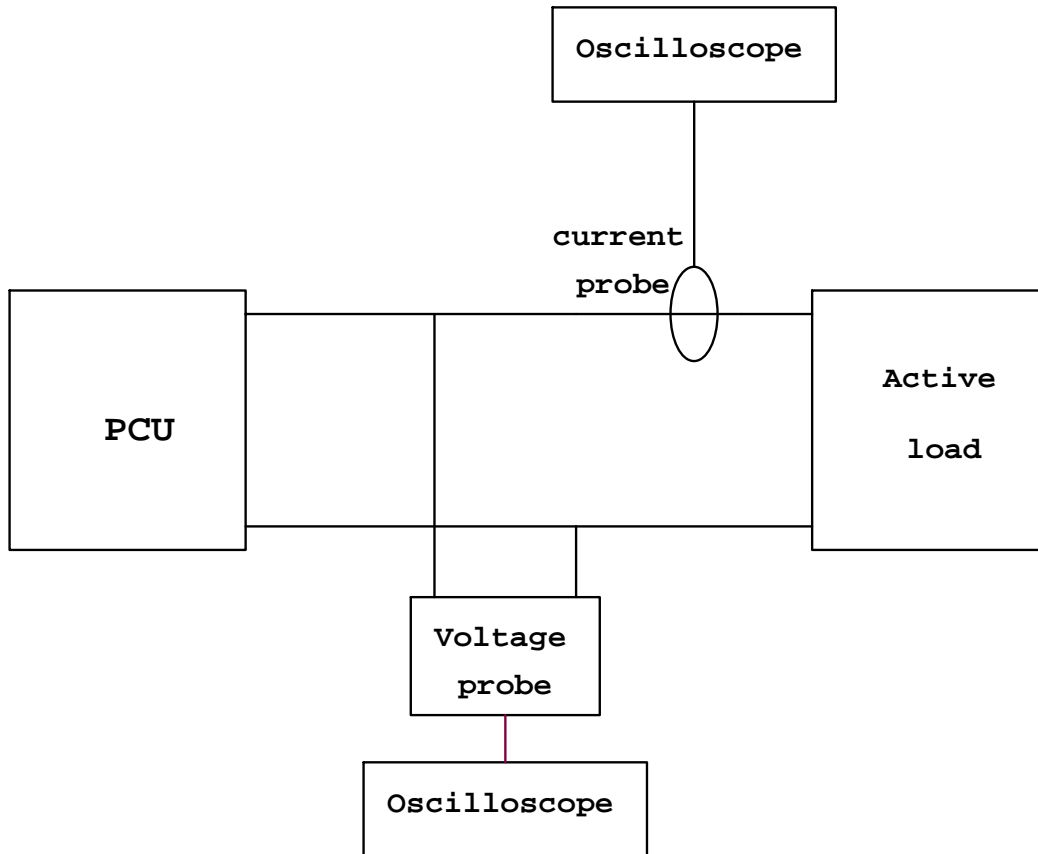 Oscilloscope
current
probe
PCU
Active
load
Voltage
probe
Oscilloscope